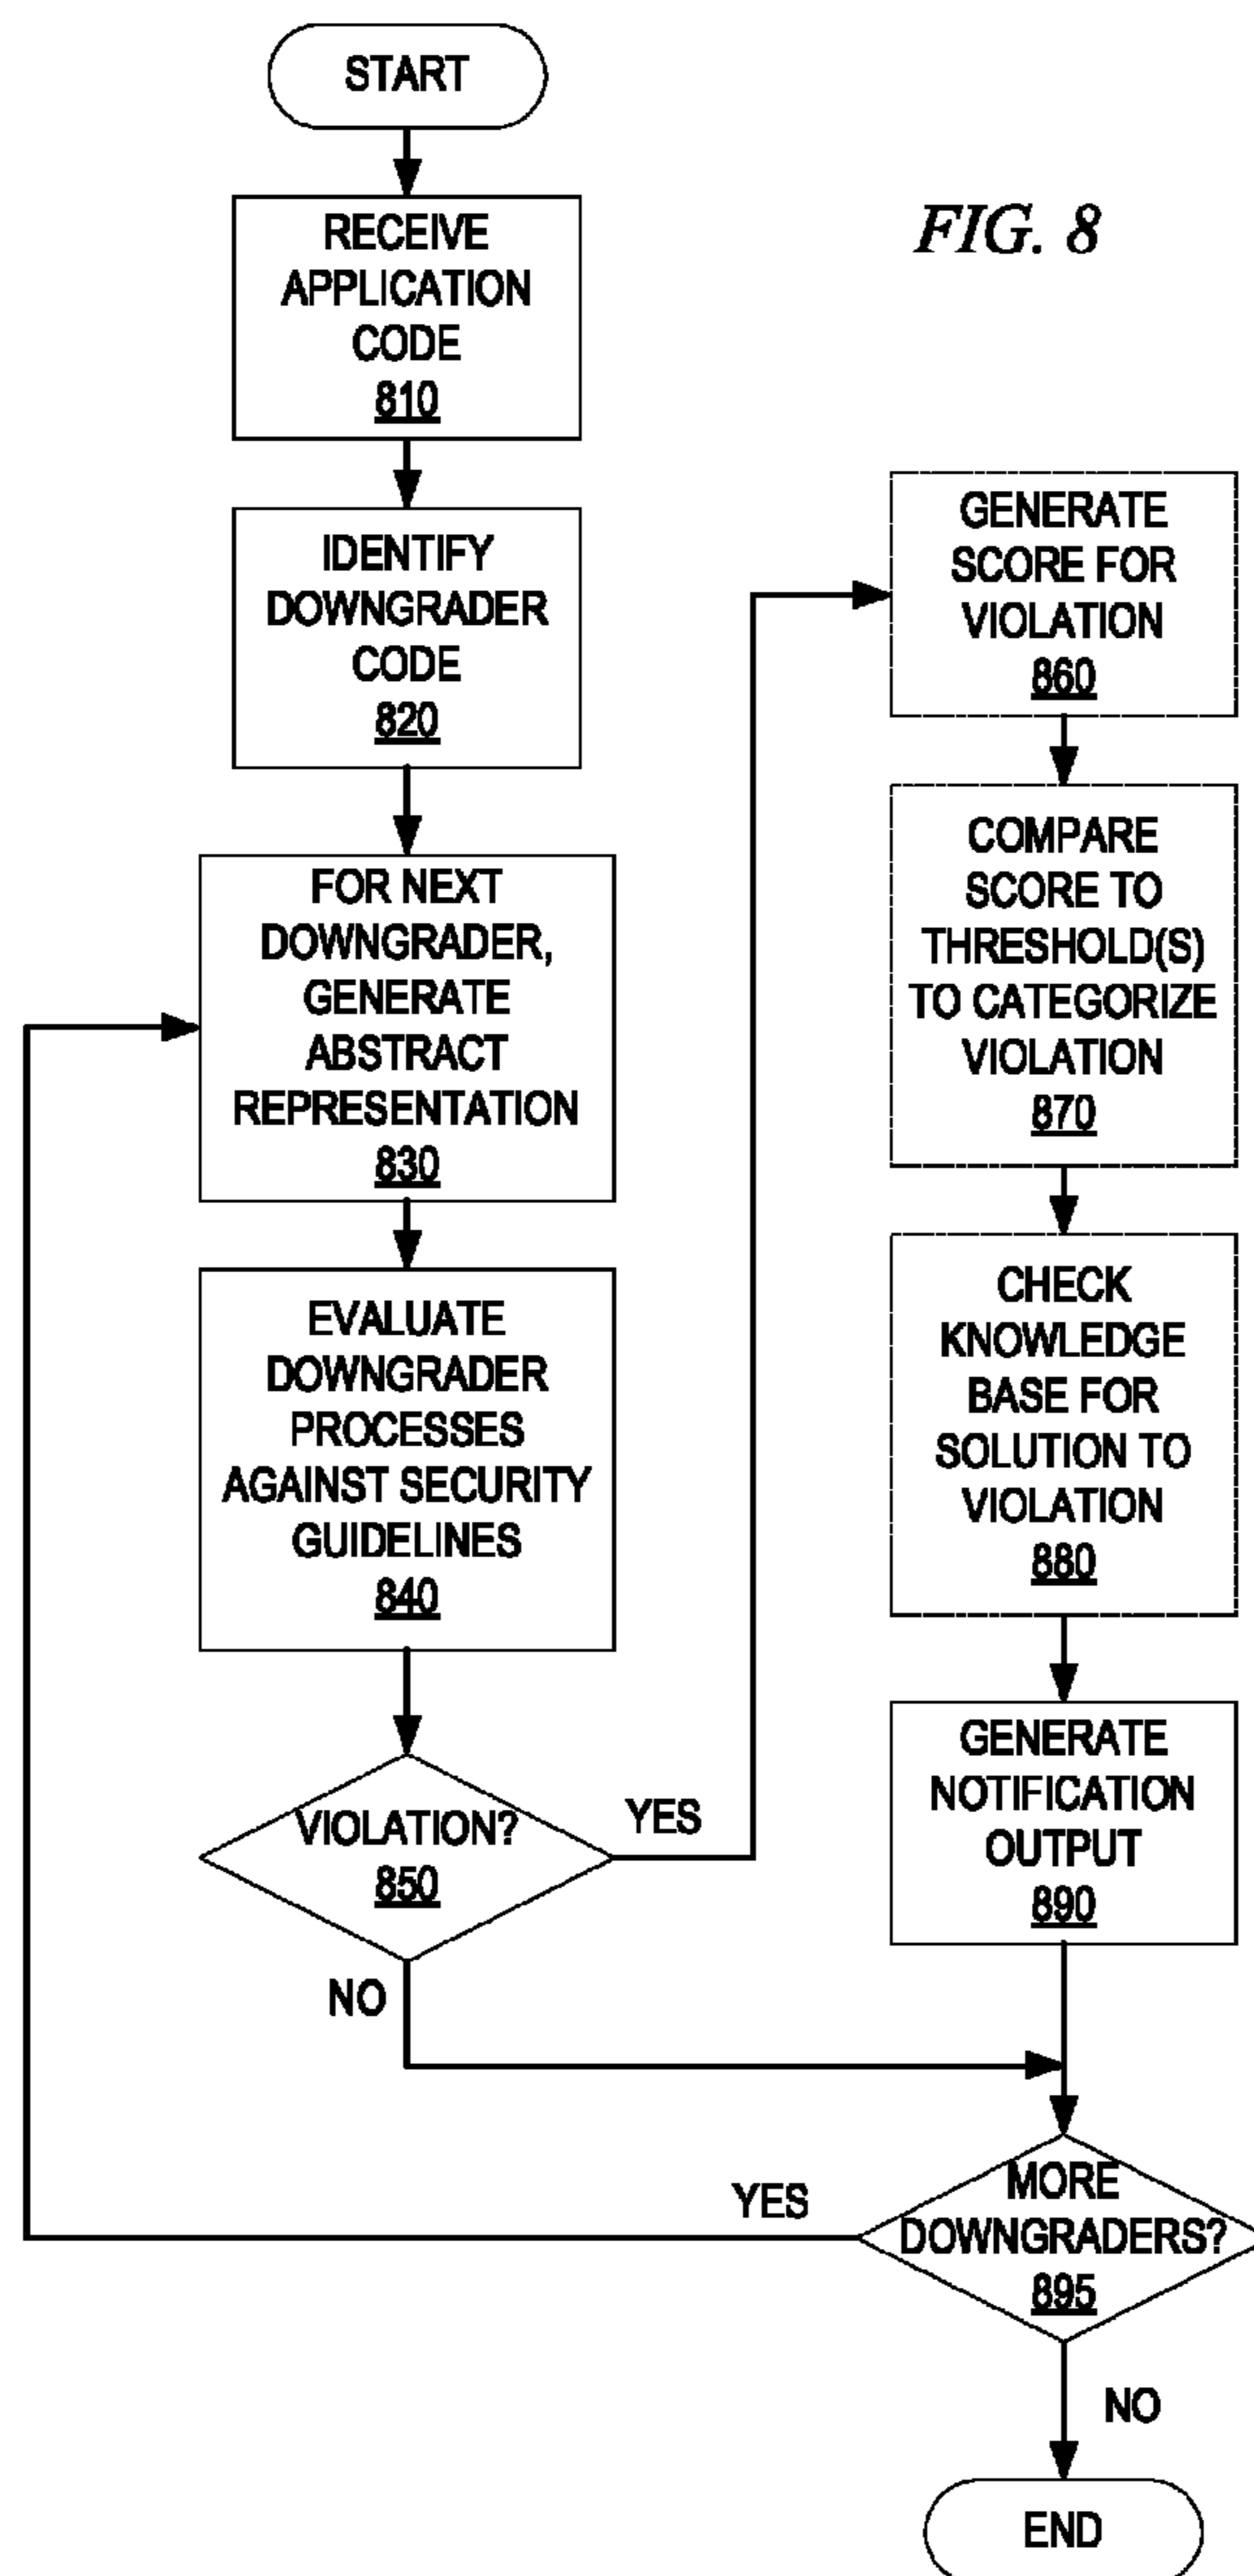 START
RECEIVE
APPLICATION
CODE
810
FIG. 8
IDENTIFY
DOWNGRADER
CODE
820
FOR NEXT
DOWNGRADER,
GENERATE
ABSTRACT
REPRESENTATION
830
EVALUATE
DOWNGRADER
PROCESSES
AGAINST SECURITY
GUIDELINES
840
VIOLATION?
850
YES
NO
GENERATE
SCORE FOR
VIOLATION
860
COMPARE
SCORE TO
THRESHOLD(S)
TO CATEGORIZE
VIOLATION
870
CHECK
KNOWLEDGE
BASE FOR
SOLUTION TO
VIOLATION
880
GENERATE
NOTIFICATION
OUTPUT
890
MORE
DOWNGRADERS?
895
YES
NO
END